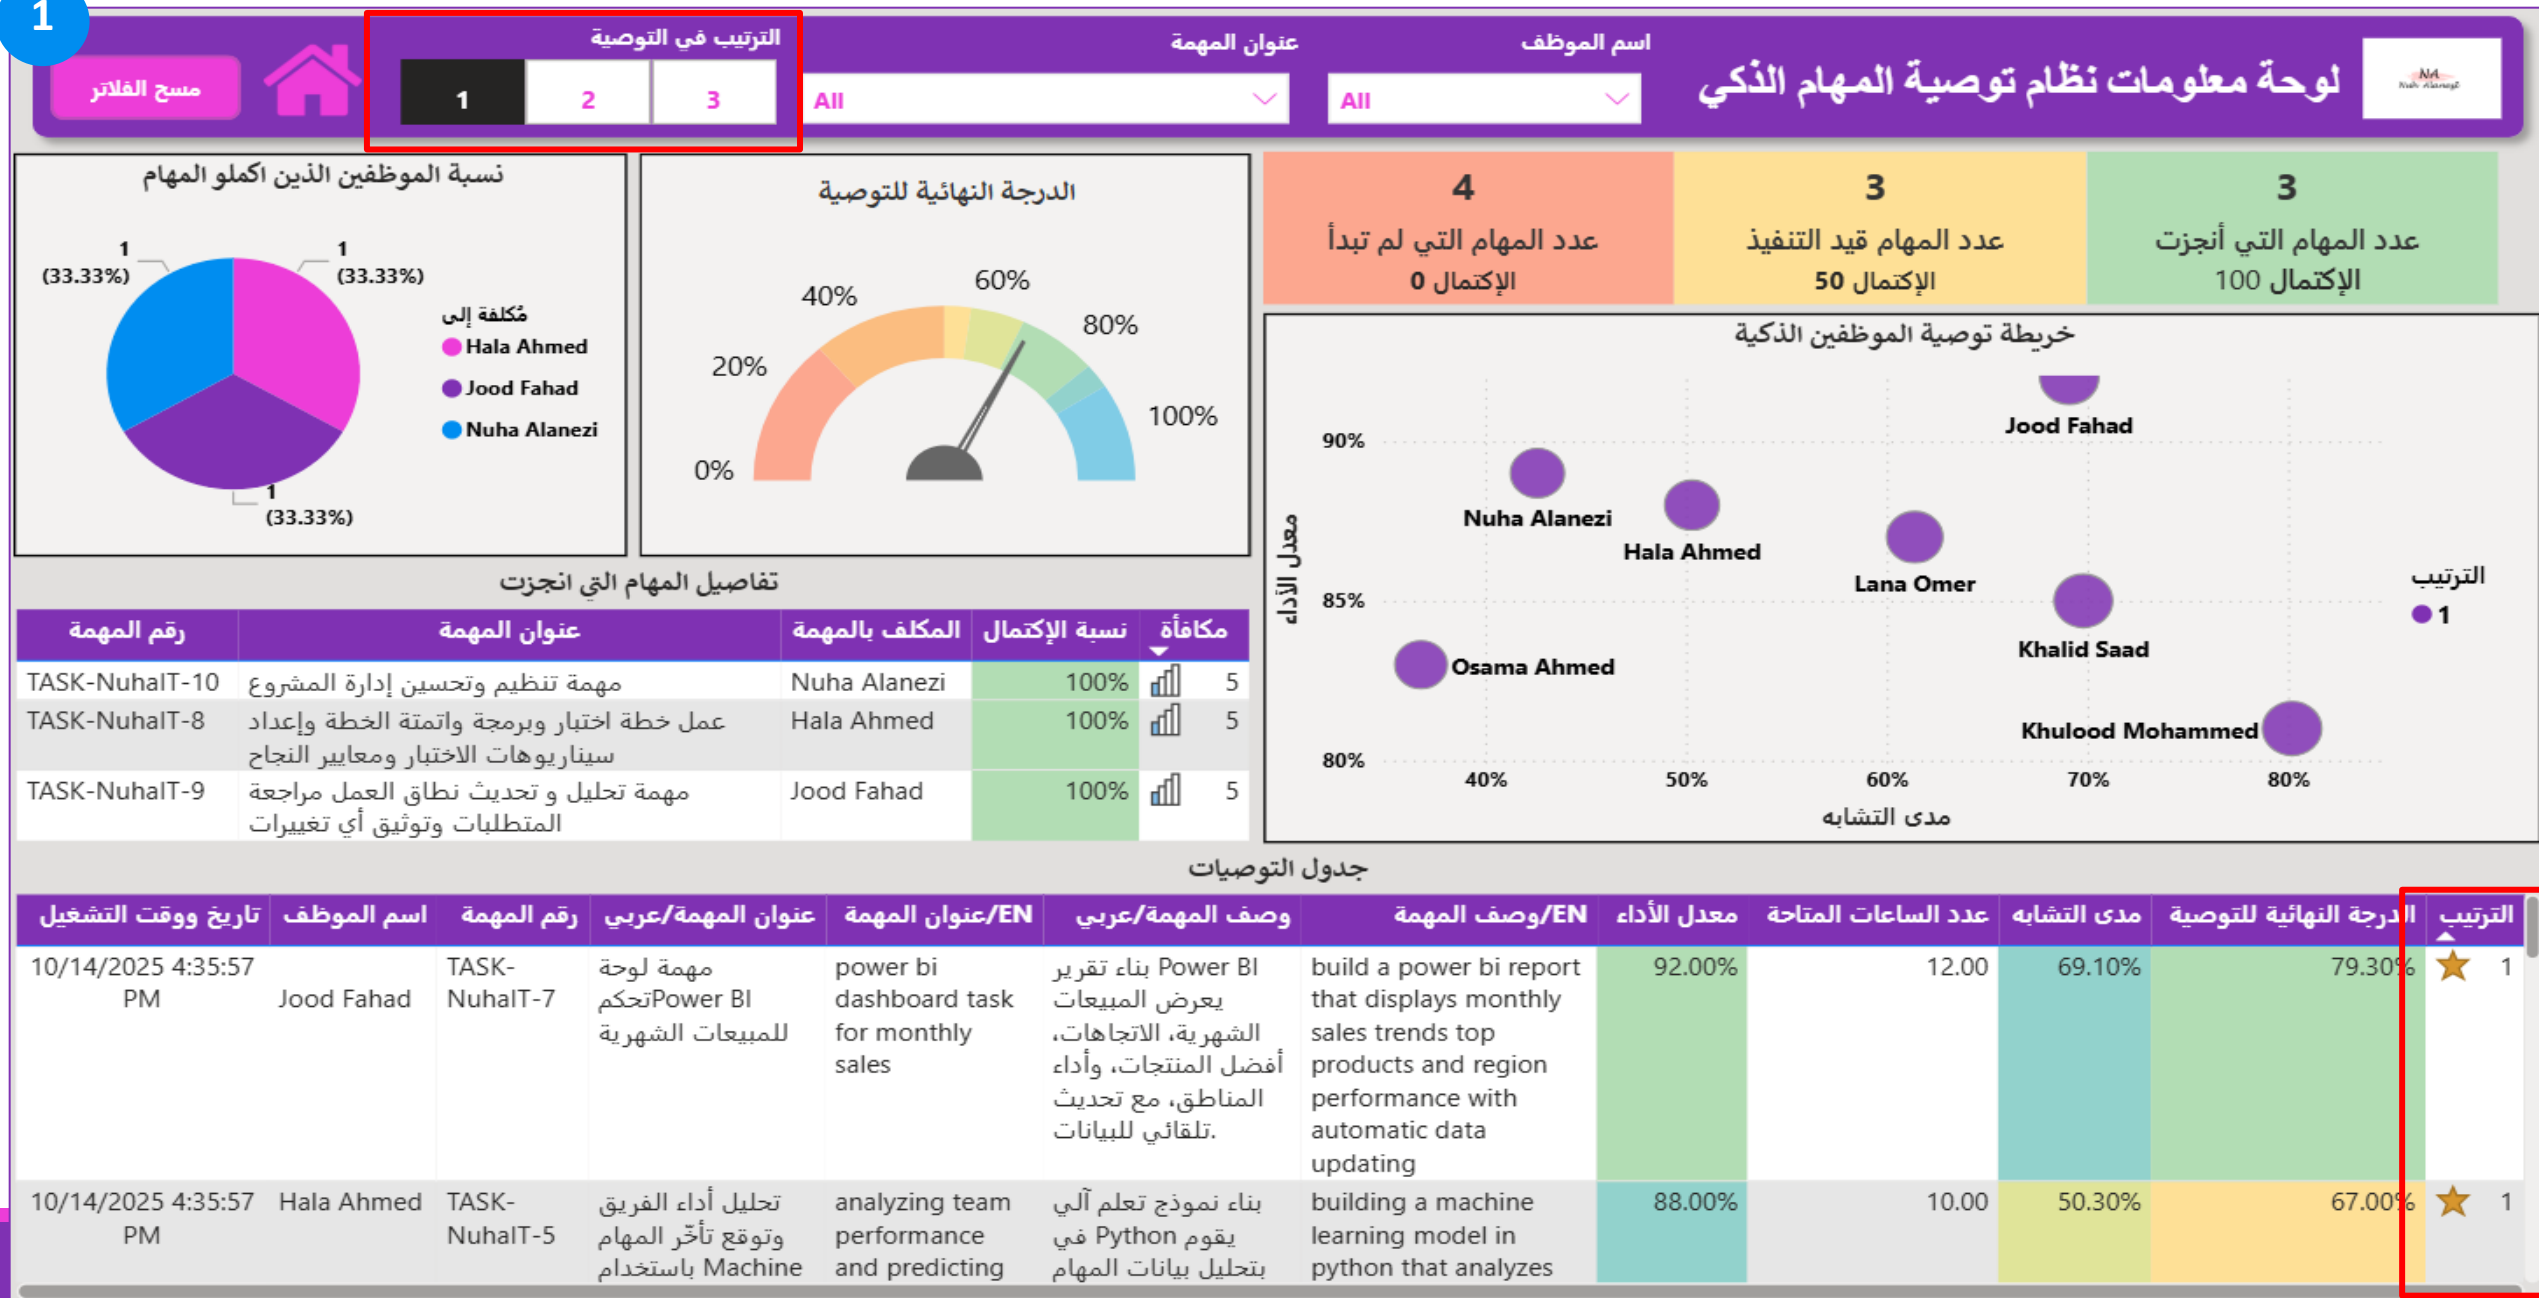 1
لوحة معلومات نظام توصية المهام الذكي
NA
Nuh Alanezi
اسم الموظف
All
عنوان المهمة
All
الترتيب في التوصية
1
2
3
مسح الفلاتر
3
عدد المهام التي أنجزت
الإكتمال 100
3
عدد المهام قيد التنفيذ
الإكتمال 50
4
عدد المهام التي لم تبدأ
الإكتمال 0
الدرجة النهائية للتوصية
0%
20%
40%
60%
80%
100%
نسبة الموظفين الذين اكملو المهام
1
(33.33%)
1
(33.33%)
1
(33.33%)
مُكلفة إلى
Hala Ahmed
Jood Fahad
Nuha Alanezi
خريطة توصية الموظفين الذكية
معدل الأداء
90%
85%
80%
Jood Fahad
Nuha Alanezi
Hala Ahmed
Lana Omer
Khalid Saad
Osama Ahmed
Khulood Mohammed
40%
50%
60%
70%
80%
مدى التشابه
الترتيب
1
تفاصيل المهام التي انجزت
رقم المهمة
عنوان المهمة
المكلف بالمهمة
نسبة الإكتمال
مكافأة
TASK-NuhaIT-10
مهمة تنظيم وتحسين إدارة المشروع
Nuha Alanezi
100%
5
TASK-NuhaIT-8
عمل خطة اختبار وبرمجة واتمتة الخطة وإعداد
سيناريوهات الاختبار ومعايير النجاح
Hala Ahmed
100%
5
TASK-NuhaIT-9
مهمة تحليل و تحديث نطاق العمل مراجعة
المتطلبات وتوثيق أي تغييرات
Jood Fahad
100%
5
جدول التوصيات
تاريخ ووقت التشغيل
اسم الموظف
رقم المهمة
عنوان المهمة/عربي
عنوان المهمة/EN
وصف المهمة/عربي
وصف المهمة/EN
معدل الأداء
عدد الساعات المتاحة
مدى التشابه
الدرجة النهائية للتوصية
الترتيب
10/14/2025 4:35:57
PM
Jood Fahad
TASK-
NuhaIT-7
مهمة لوحة
تحكمPower BI
للمبيعات الشهرية
power bi
dashboard task
for monthly
sales
بناء تقرير Power BI
يعرض المبيعات
الشهرية، الاتجاهات،
أفضل المنتجات، وأداء
المناطق، مع تحديث
تلقائي للبيانات.
build a power bi report
that displays monthly
sales trends top
products and region
performance with
automatic data
updating
92.00%
12.00
69.10%
79.30%
1
10/14/2025 4:35:57
PM
Hala Ahmed
TASK-
NuhaIT-5
تحليل أداء الفريق
وتوقع تأخّر المهام
باستخدام Machine
analyzing team
performance
and predicting
بناء نموذج تعلم آلي
في Python يقوم
بتحليل بيانات المهام
building a machine
learning model in
python that analyzes
88.00%
10.00
50.30%
67.00%
1